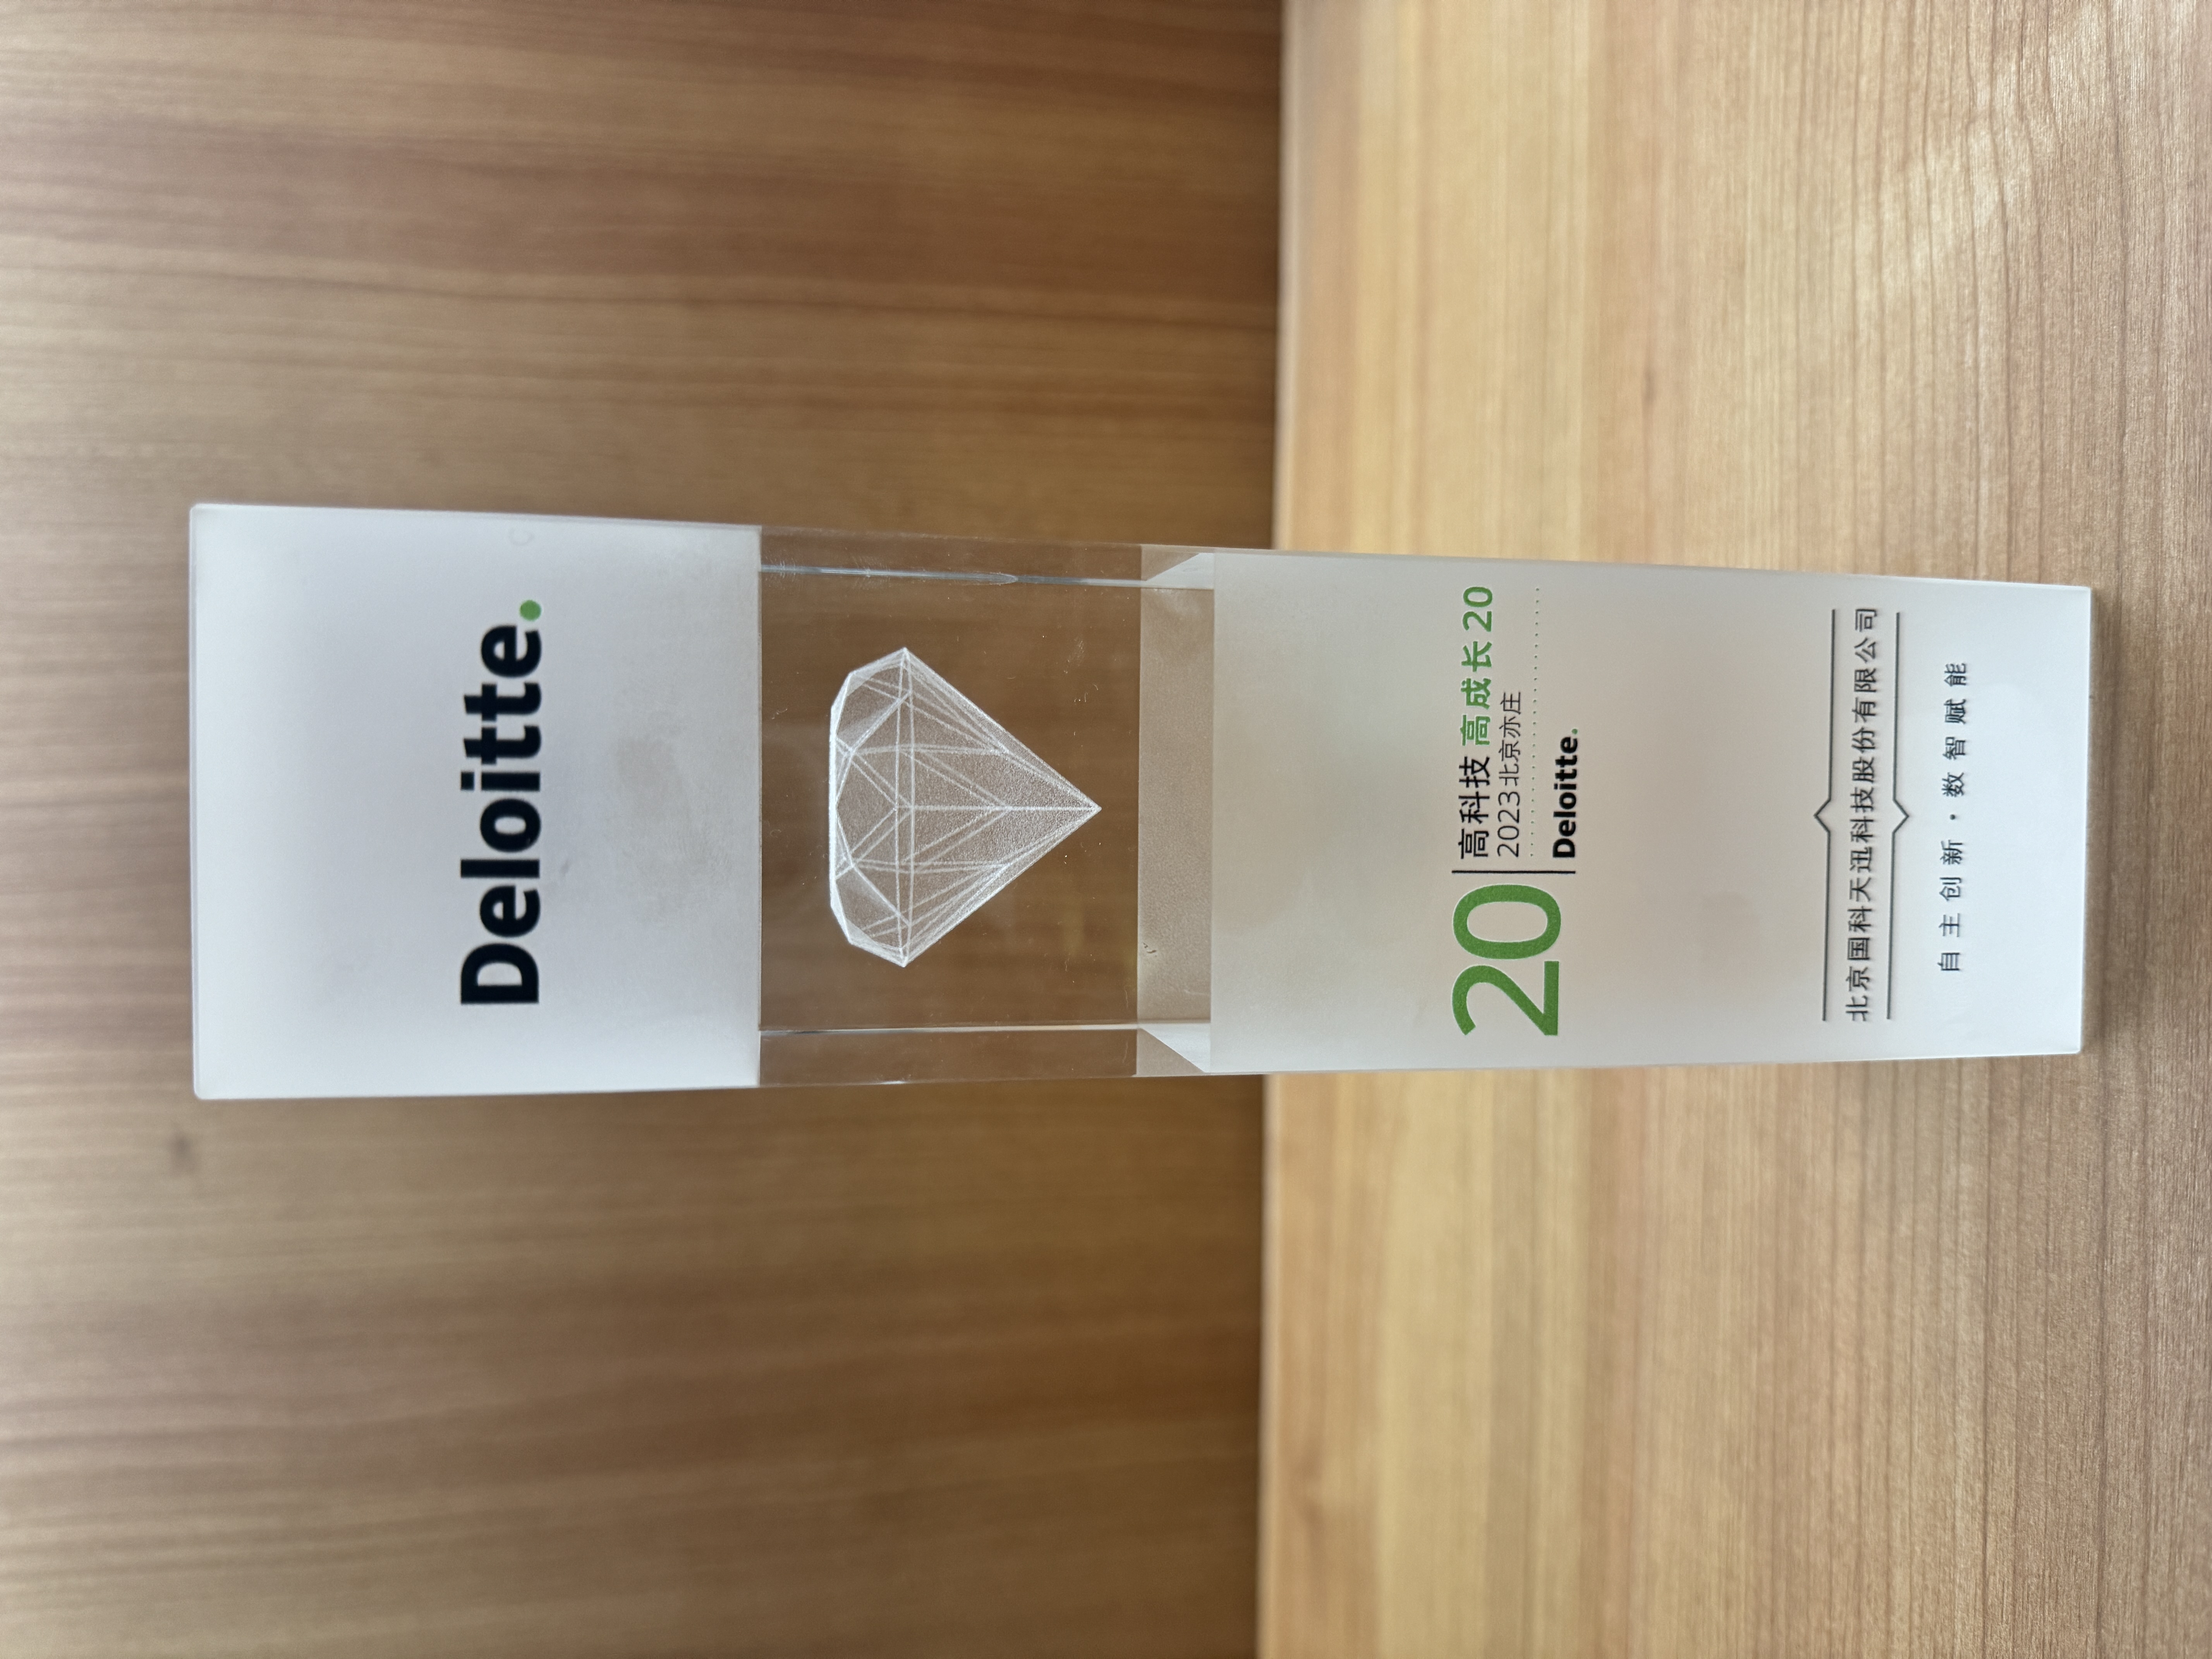 Deloitte.
20
高科技 高成长 20
2023 北京亦庄
Deloitte.
北京国科天迅科技股份有限公司
自主创新·数智赋能